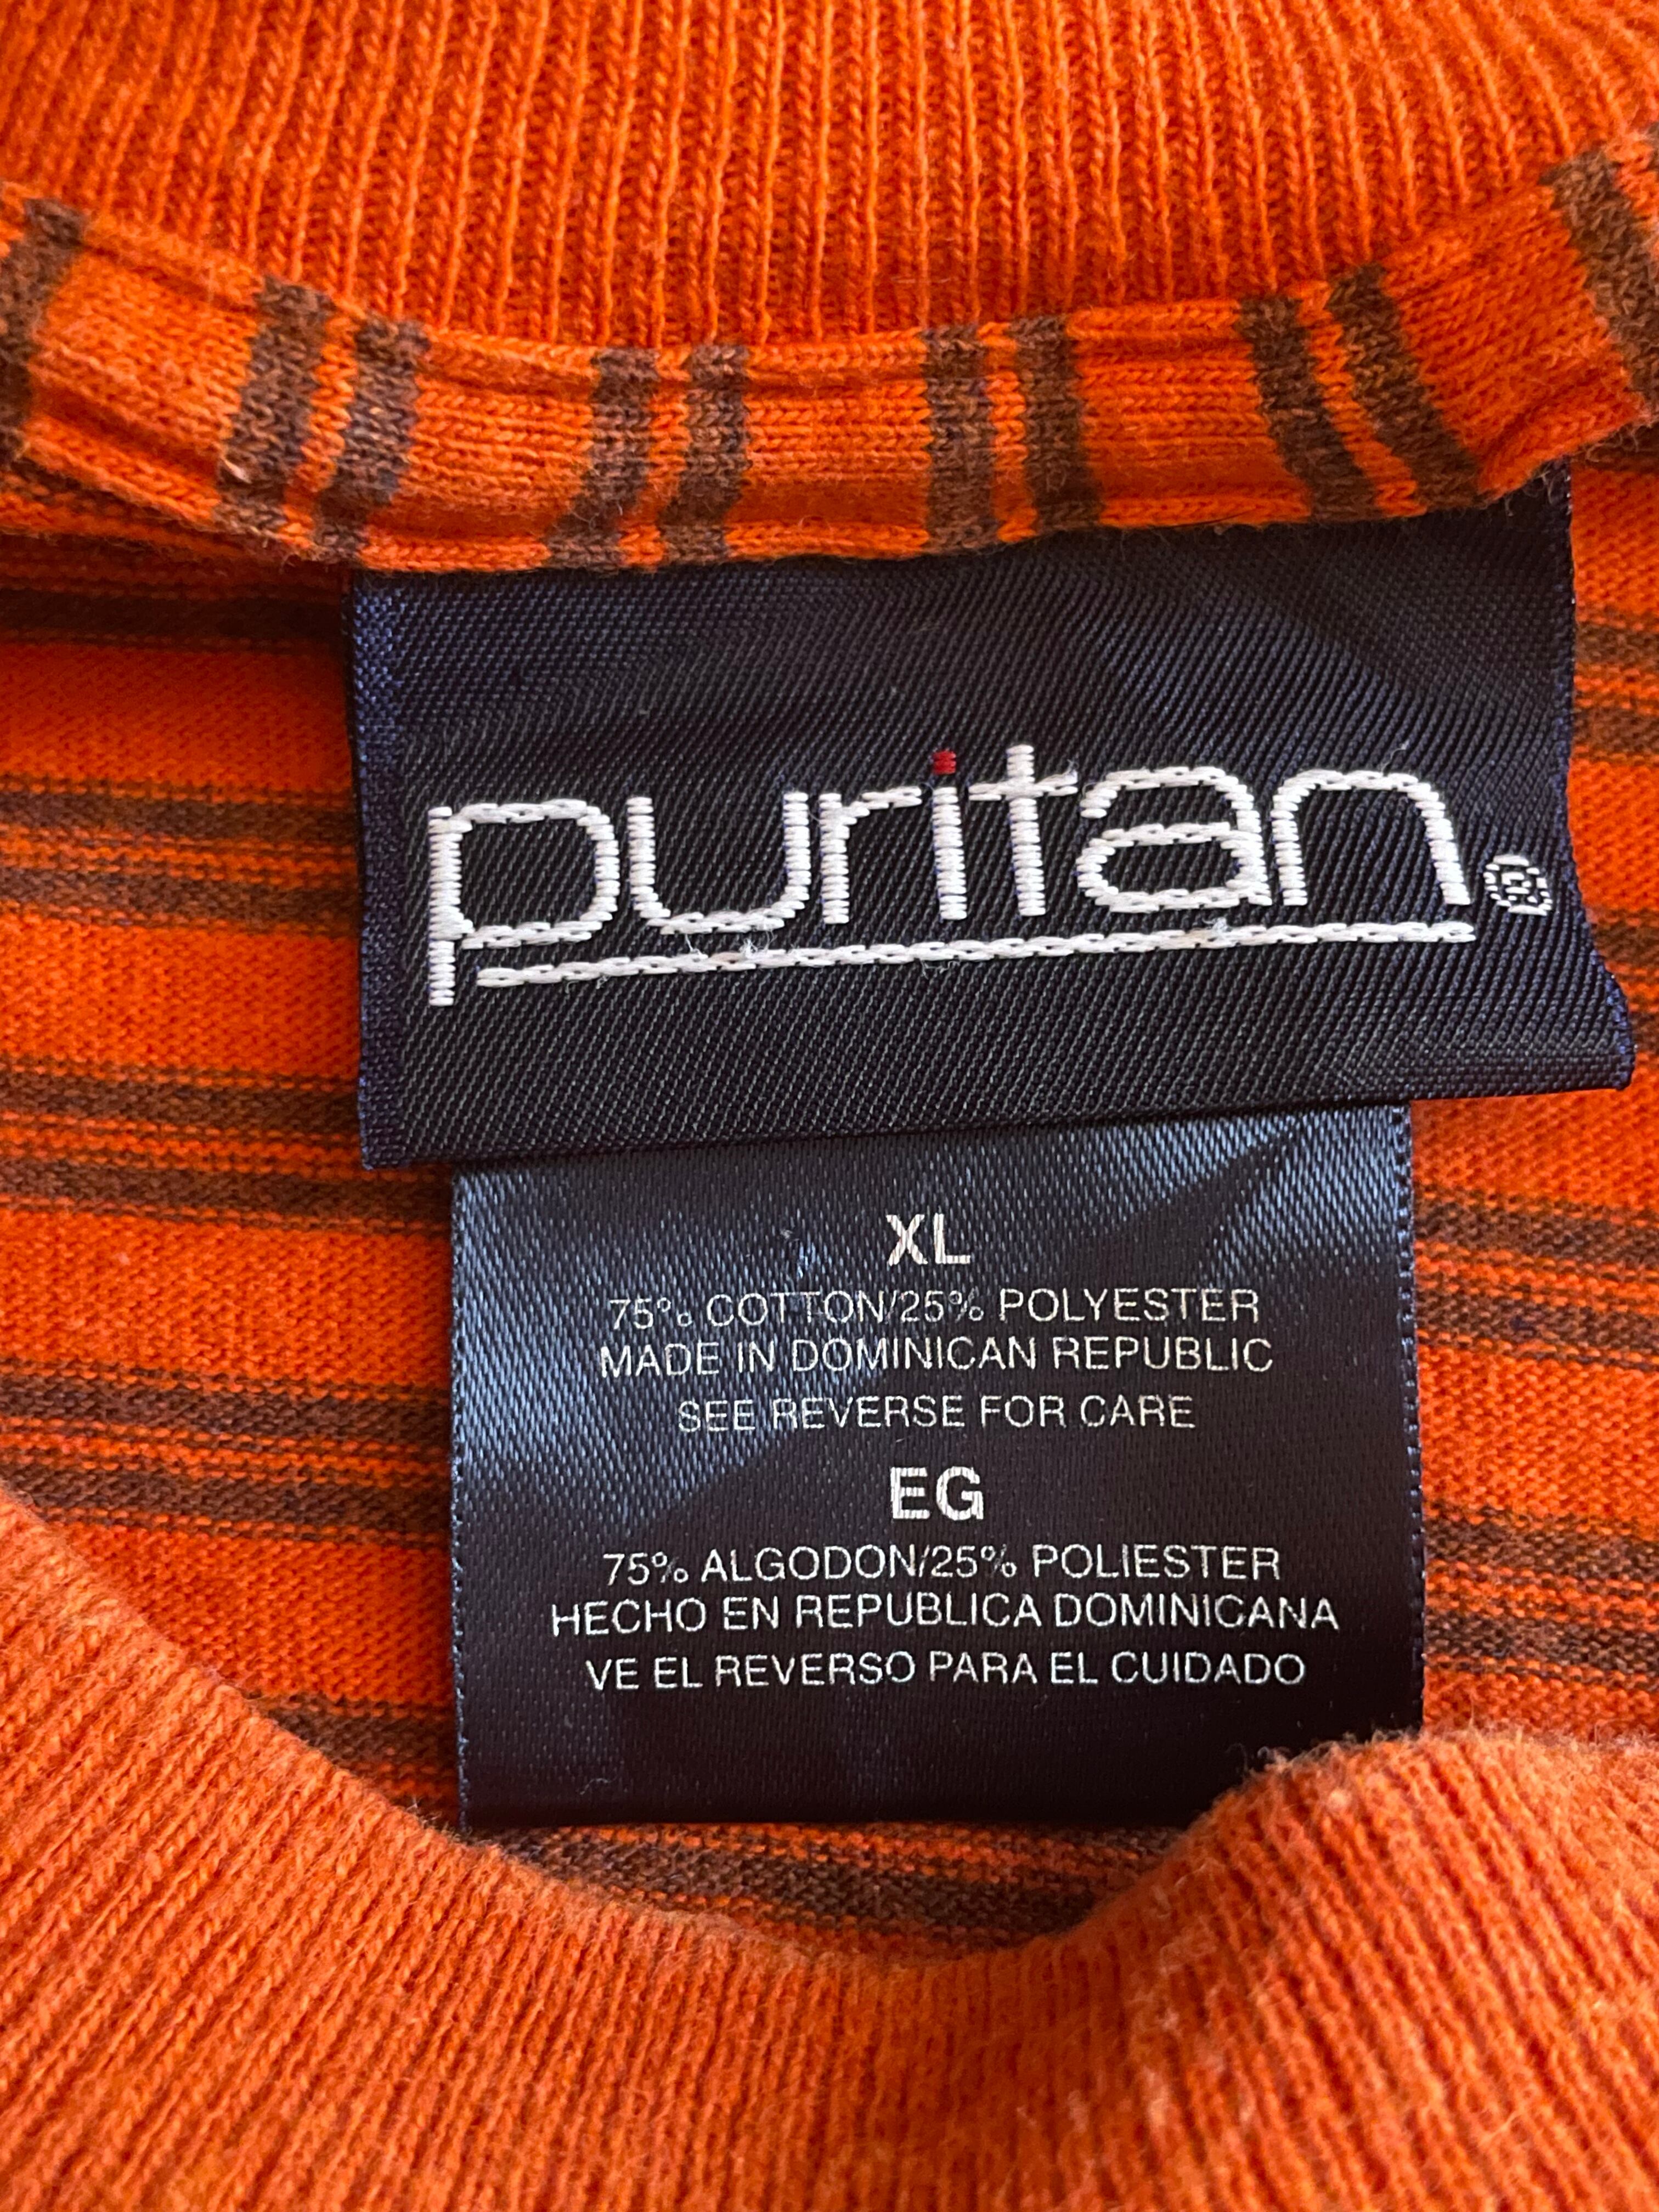 puritan®
XL
75% COTTON/25% POLYESTER
MADE IN DOMINICAN REPUBLIC
SEE REVERSE FOR CARE
EG
75% ALGODON/25% POLIESTER
HECHO EN REPUBLICA DOMINICANA
VE EL REVERSO PARA EL CUIDADO